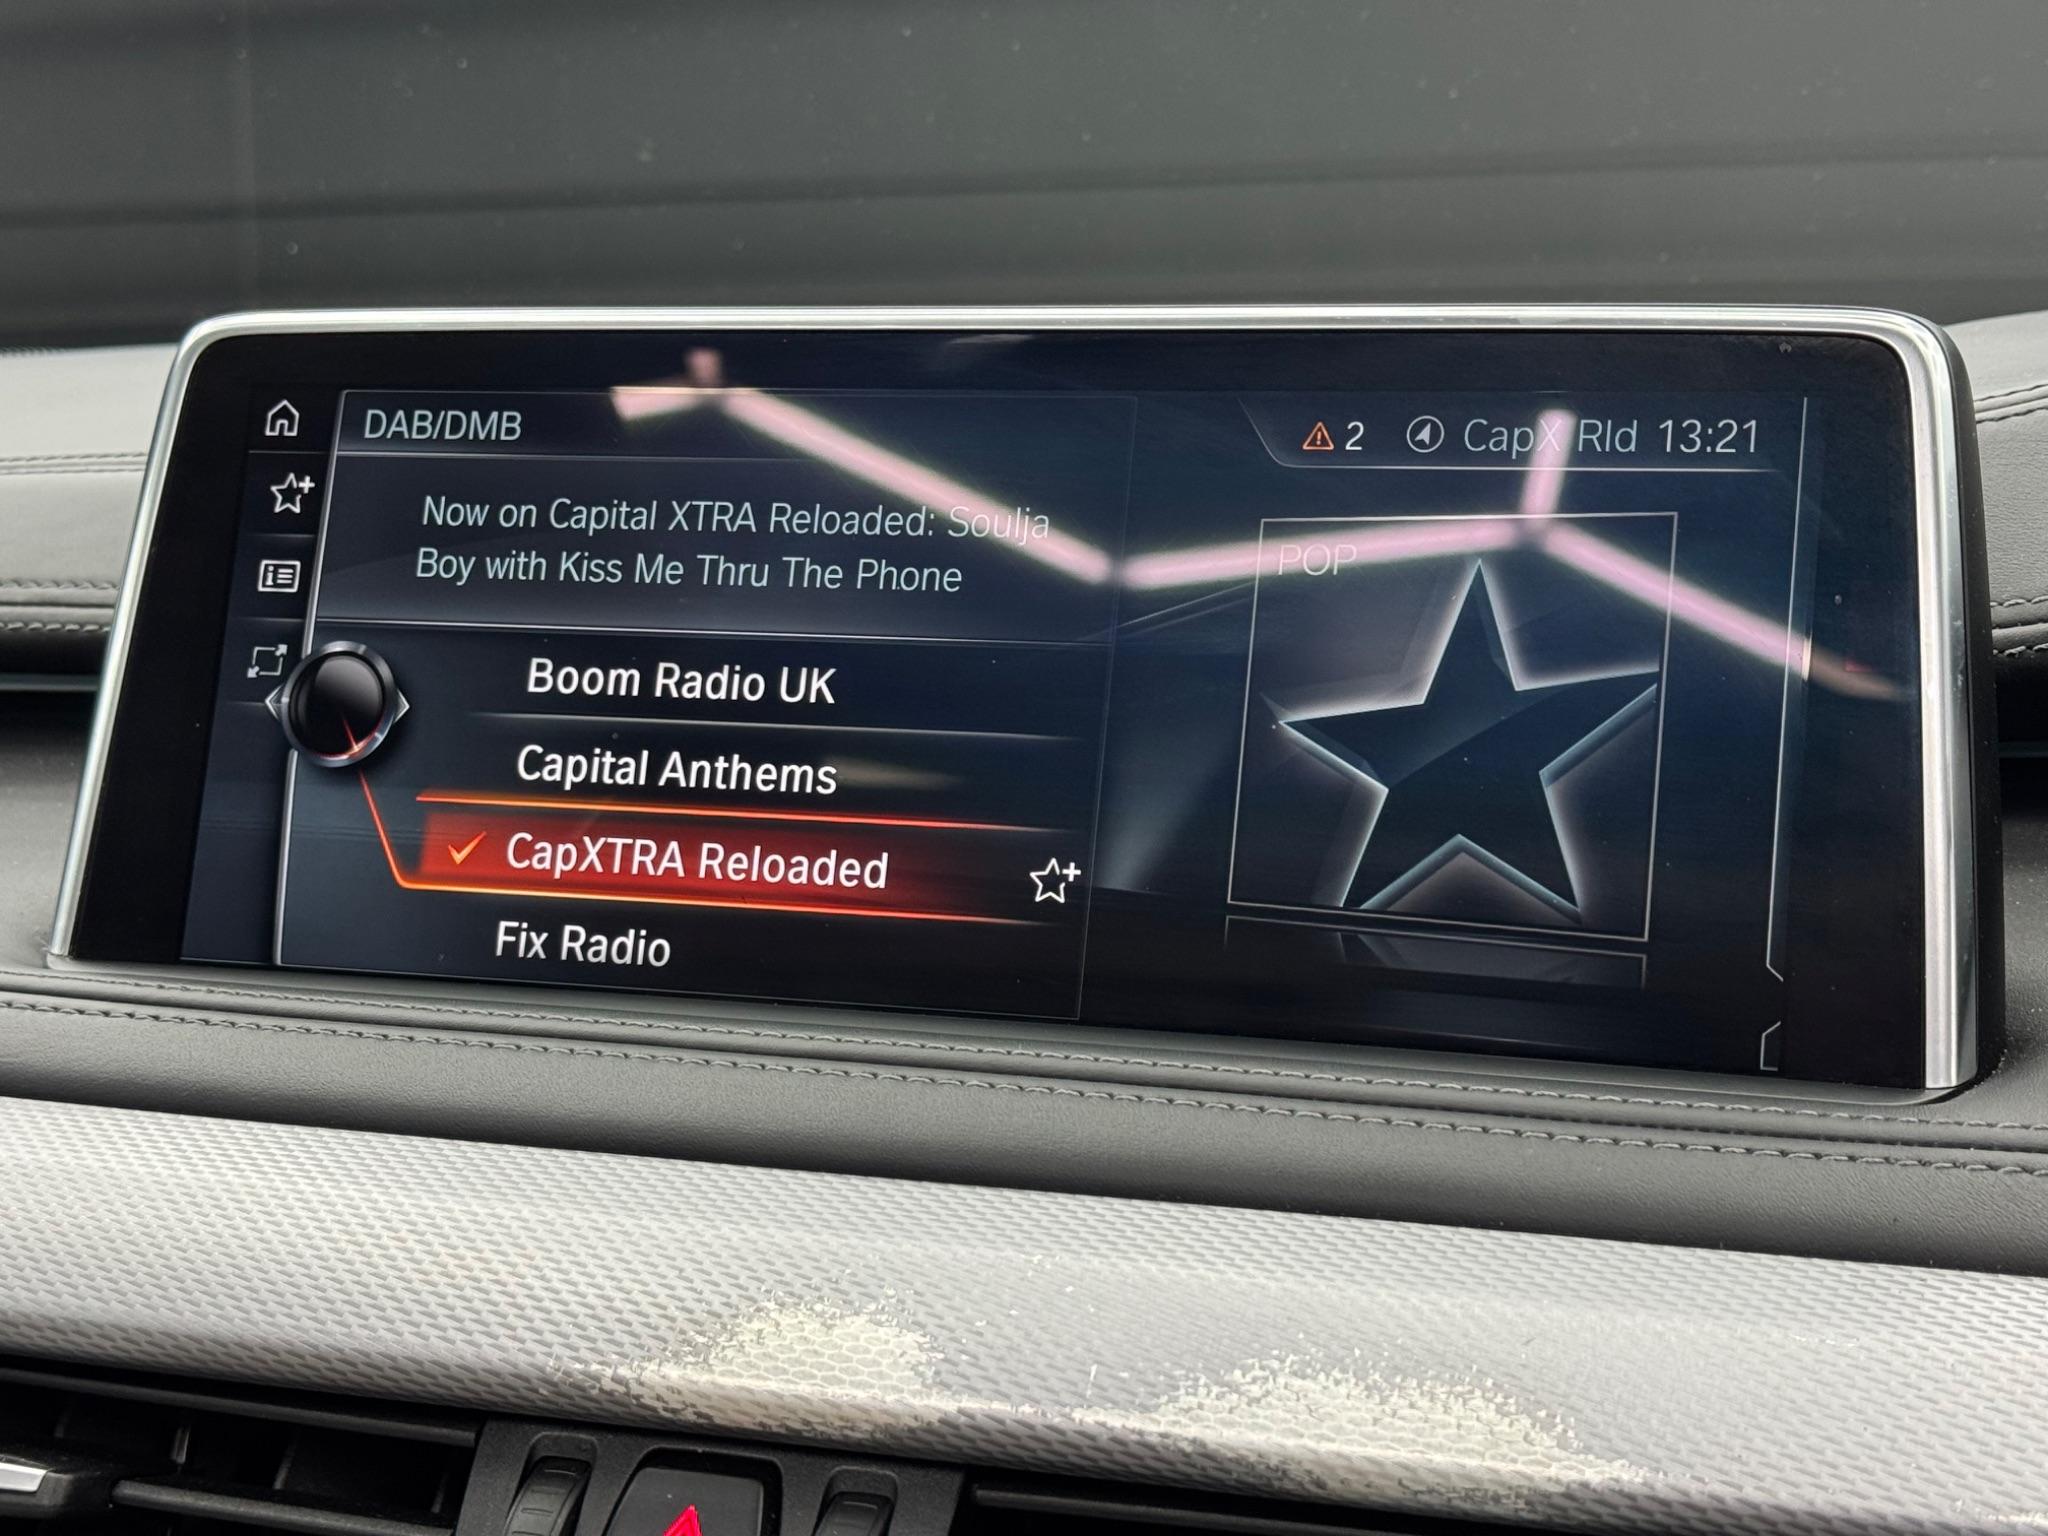 DAB/DMB
2 CapX Rld 13:21
Now on Capital XTRA Reloaded: Soulja
Boy with Kiss Me Thru The Phone
POP
Boom Radio UK
Capital Anthems
CapXTRA Reloaded
Fix Radio